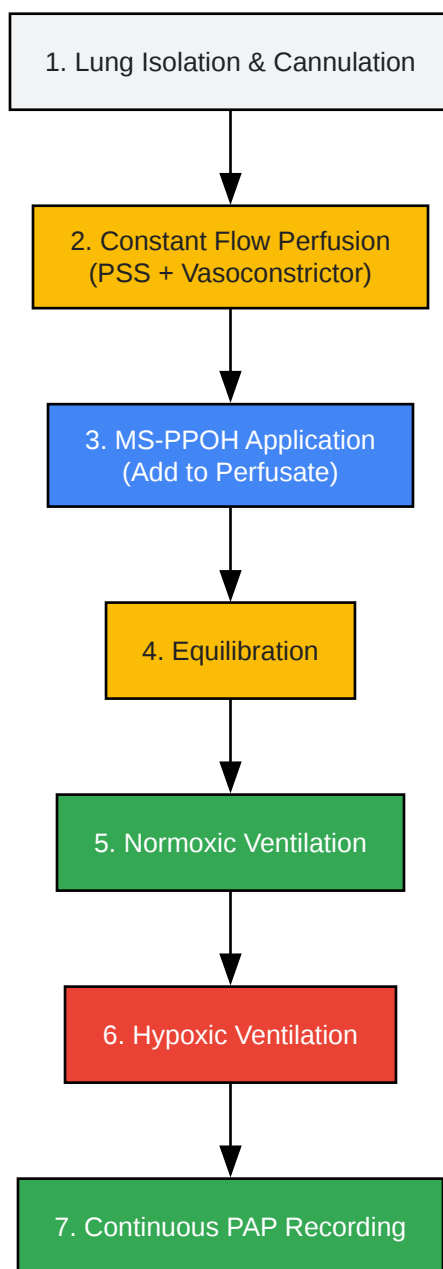 1. Lung Isolation & Cannulation
2. Constant Flow Perfusion
(PSS + Vasoconstrictor)
3. MS-PPOH Application
(Add to Perfusate)
4. Equilibration
5. Normoxic Ventilation
6. Hypoxic Ventilation
7. Continuous PAP Recording